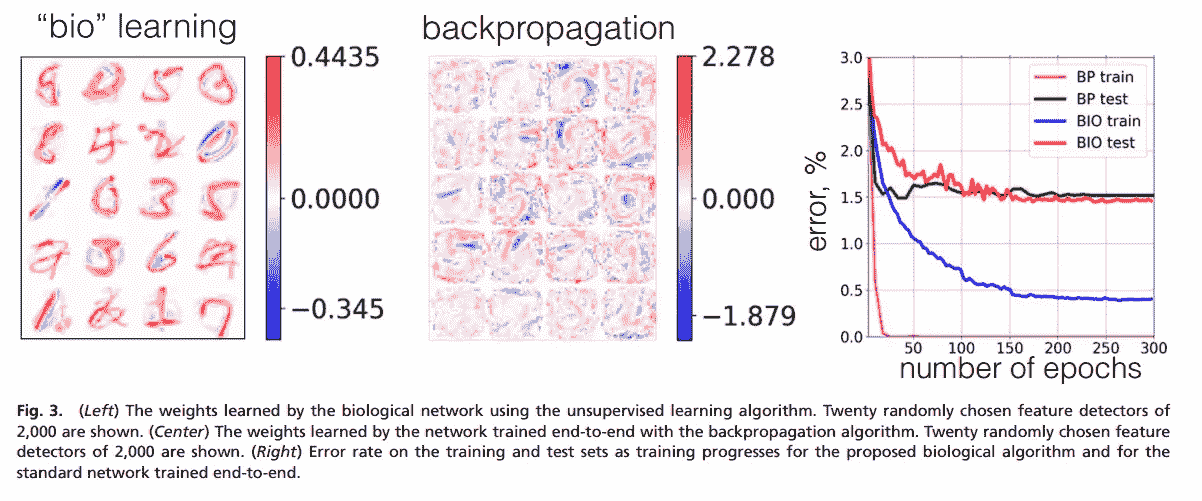 “bio” learning
0.4435
0.0000
−0.345
backpropagation
2.278
0.000
−1.879
3.0
2.5
2.0
1.5
1.0
0.5
0.0
error, %
BP train
BP test
BIO train
BIO test
50 100 150 200 250 300
number of epochs
Fig. 3. (Left) The weights learned by the biological network using the unsupervised learning algorithm. Twenty randomly chosen feature detectors of
2,000 are shown. (Center) The weights learned by the network trained end-to-end with the backpropagation algorithm. Twenty randomly chosen feature
detectors of 2,000 are shown. (Right) Error rate on the training and test sets as training progresses for the proposed biological algorithm and for the
standard network trained end-to-end.